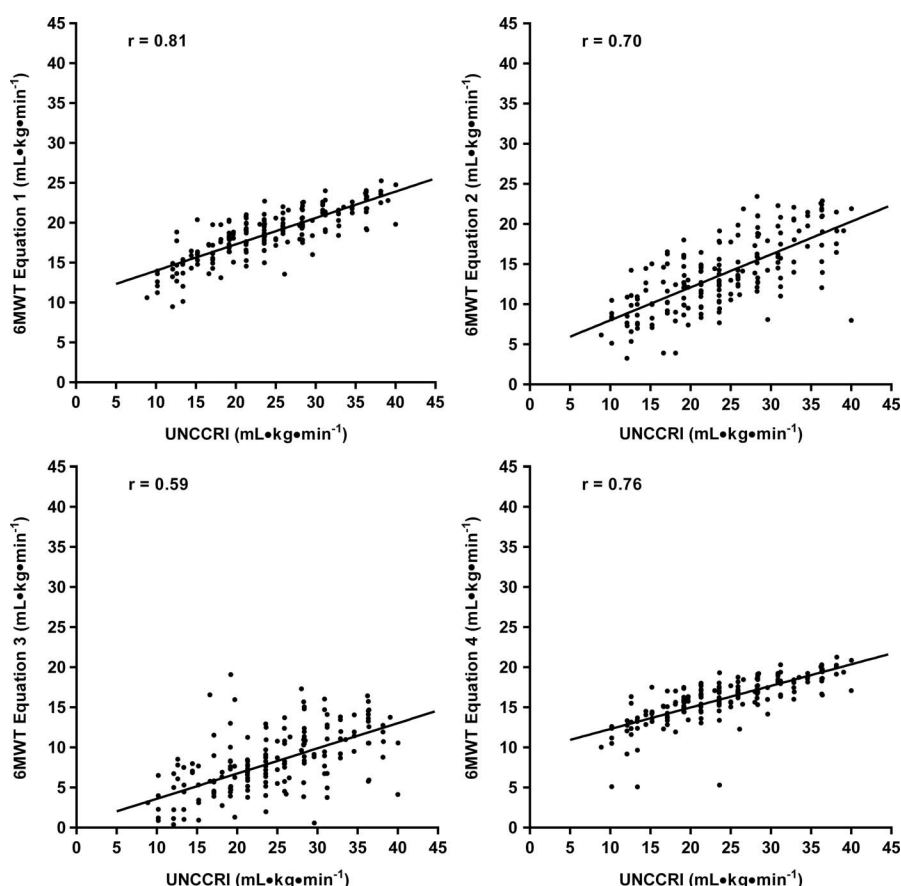 r = 0.81
6MWT Equation 1 (mL•kg•min⁻¹)
45
40
35
30
25
20
15
10
5
0
0 5 10 15 20 25 30 35 40 45
UNCCRI (mL•kg•min⁻¹)
r = 0.70
6MWT Equation 2 (mL•kg•min⁻¹)
45
40
35
30
25
20
15
10
5
0
0 5 10 15 20 25 30 35 40 45
UNCCRI (mL•kg•min⁻¹)
r = 0.59
6MWT Equation 3 (mL•kg•min⁻¹)
45
40
35
30
25
20
15
10
5
0
0 5 10 15 20 25 30 35 40 45
UNCCRI (mL•kg•min⁻¹)
r = 0.76
6MWT Equation 4 (mL•kg•min⁻¹)
45
40
35
30
25
20
15
10
5
0
0 5 10 15 20 25 30 35 40 45
UNCCRI (mL•kg•min⁻¹)